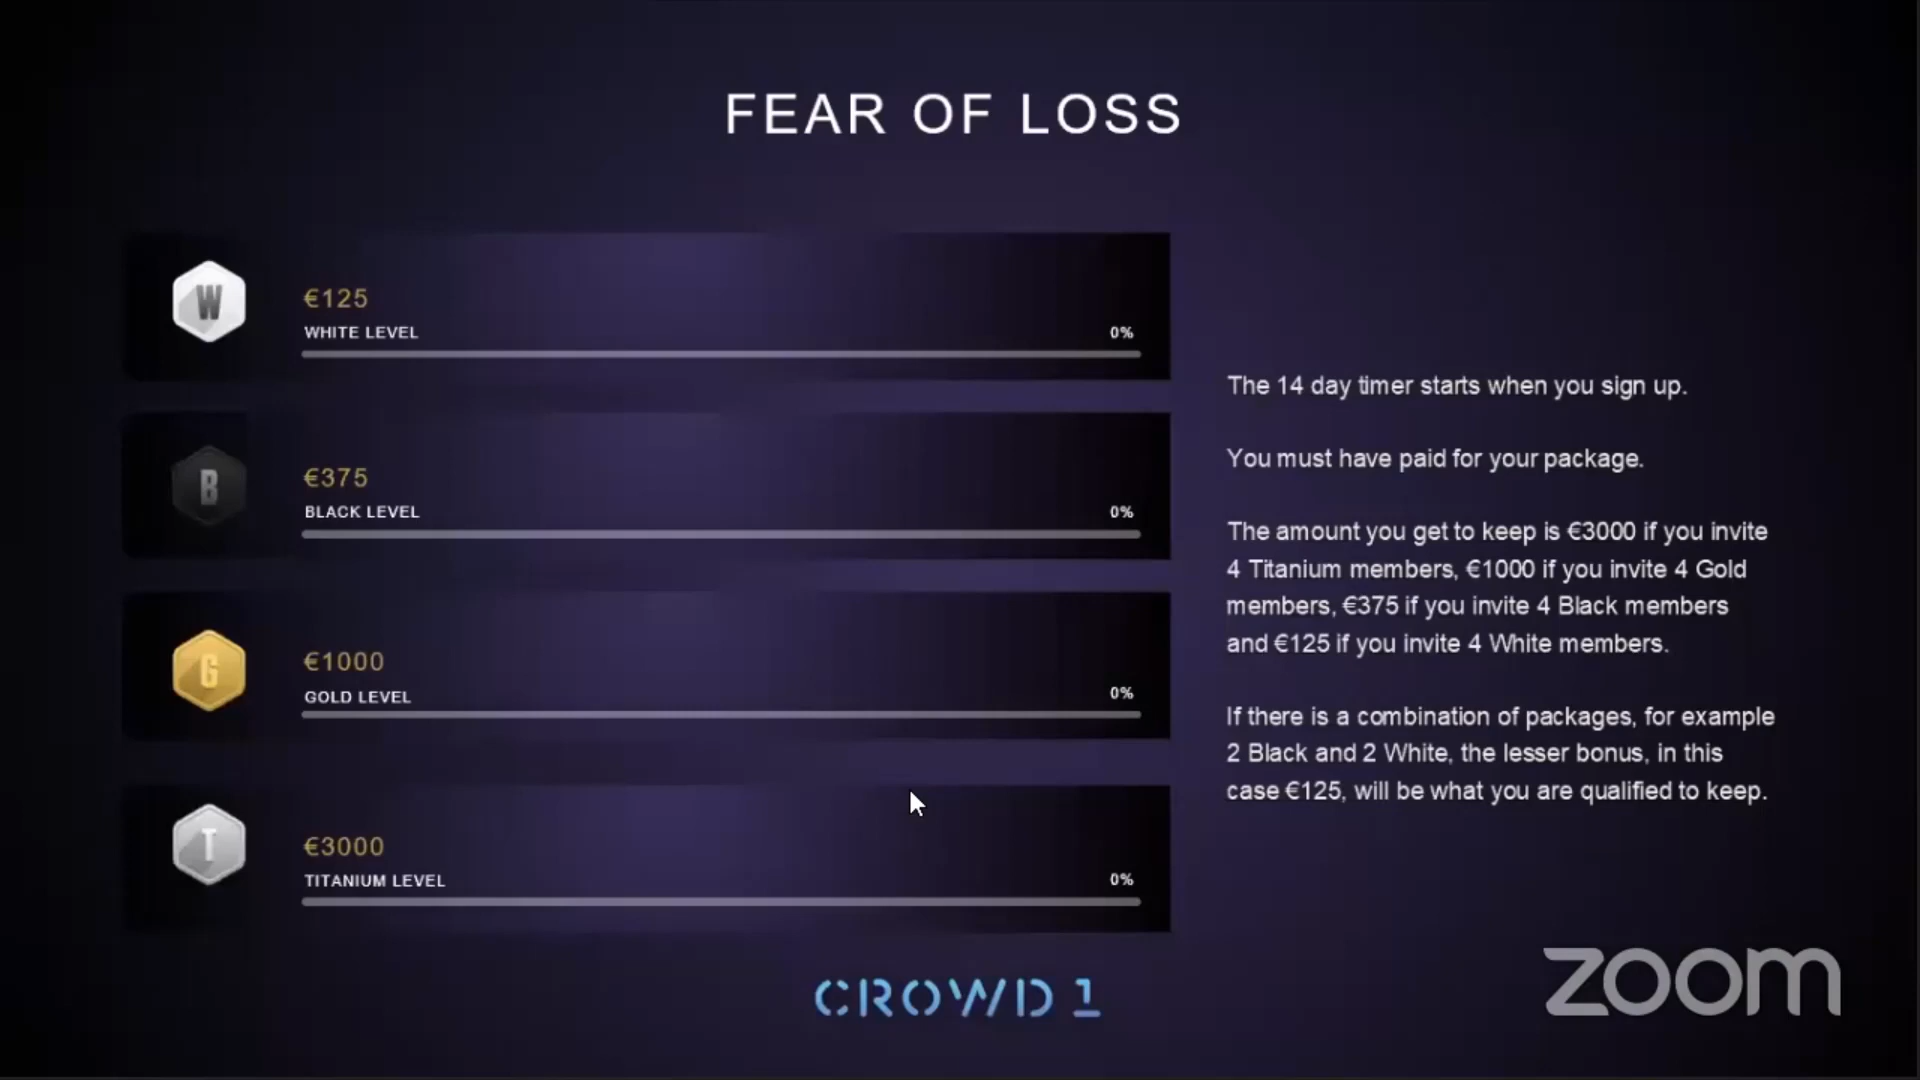 FEAR OF LOSS
W
€125
WHITE LEVEL
0%
B
€375
BLACK LEVEL
0%
G
€1000
GOLD LEVEL
0%
T
€3000
TITANIUM LEVEL
0%
The 14 day timer starts when you sign up.
You must have paid for your package.
The amount you get to keep is €3000 if you invite
4 Titanium members, €1000 if you invite 4 Gold
members, €375 if you invite 4 Black members
and €125 if you invite 4 White members.
If there is a combination of packages, for example
2 Black and 2 White, the lesser bonus, in this
case €125, will be what you are qualified to keep.
CROWD 1
zoom